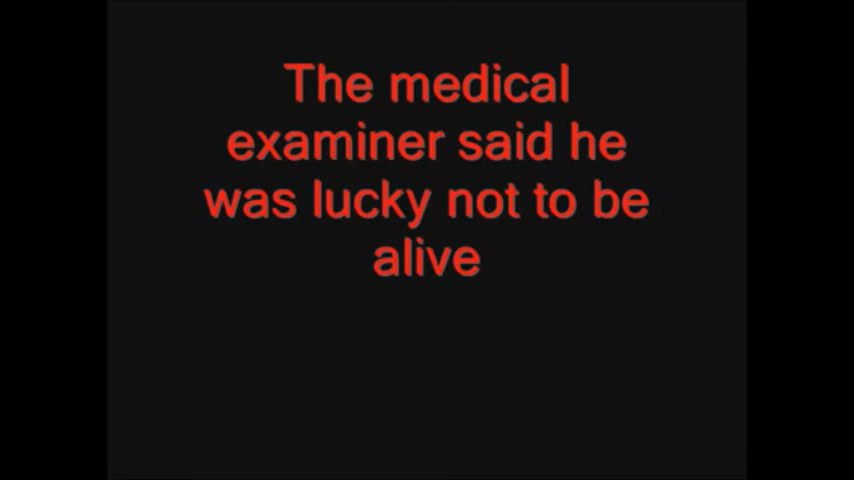 The medical
examiner said he
was lucky not to be
alive